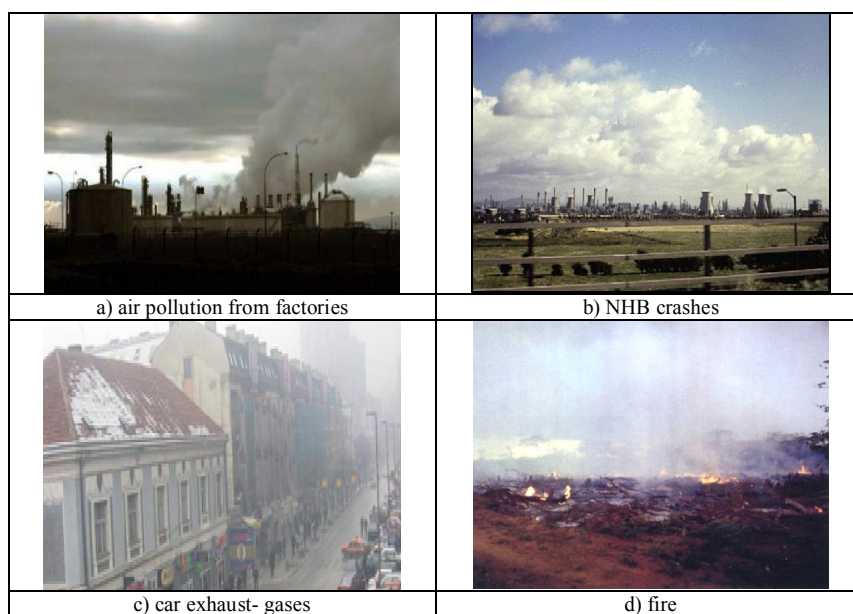 a) air pollution from factories
b) NHB crashes
c) car exhaust- gases
d) fire